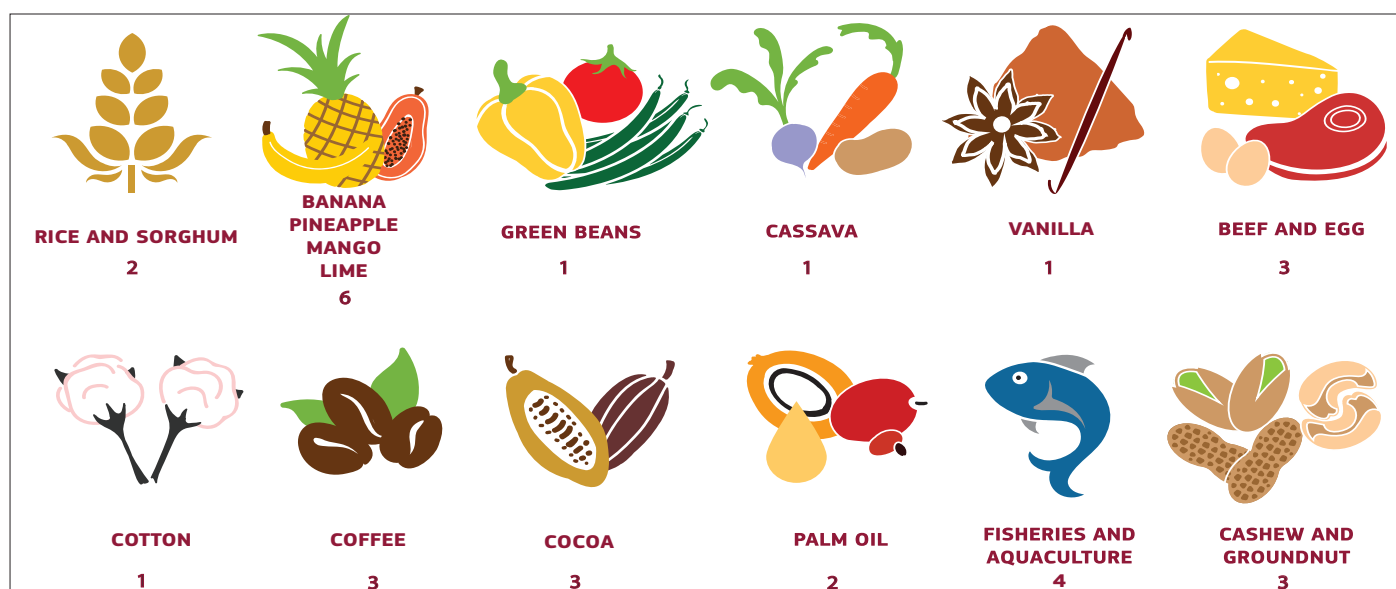 RICE AND SORGHUM
2
BANANA
PINEAPPLE
MANGO
LIME
6
GREEN BEANS
1
CASSAVA
1
VANILLA
1
BEEF AND EGG
3
COTTON
1
COFFEE
3
COCOA
3
PALM OIL
2
FISHERIES AND
AQUACULTURE
4
CASHEW AND
GROUNDNUT
3